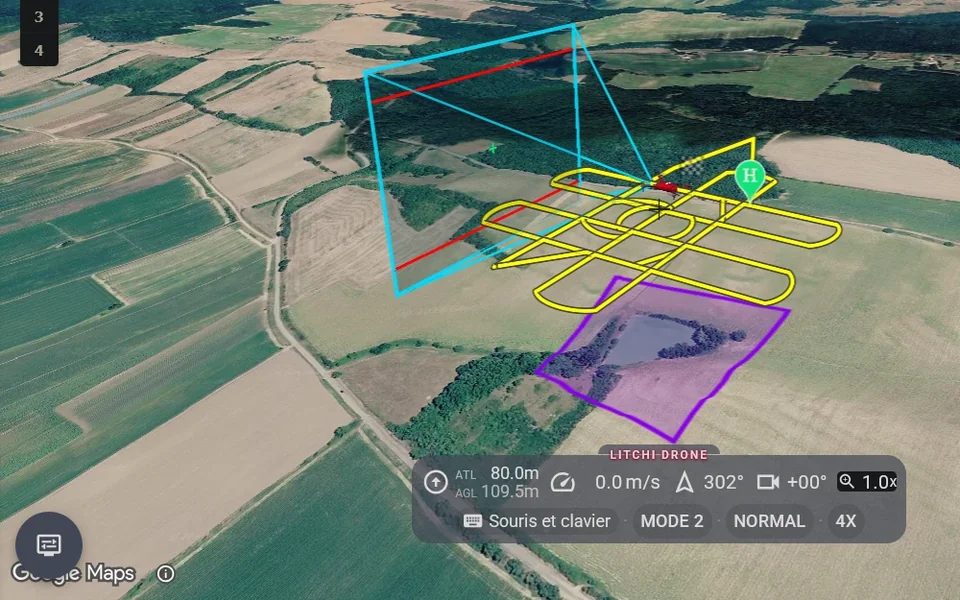 3
4
H
LITCHI DRONE
ATL 80.0m 0.0 m/s 302° +00° 1.0x
AGL 109.5m
Souris et clavier · MODE 2 · NORMAL · 4X
Google Maps